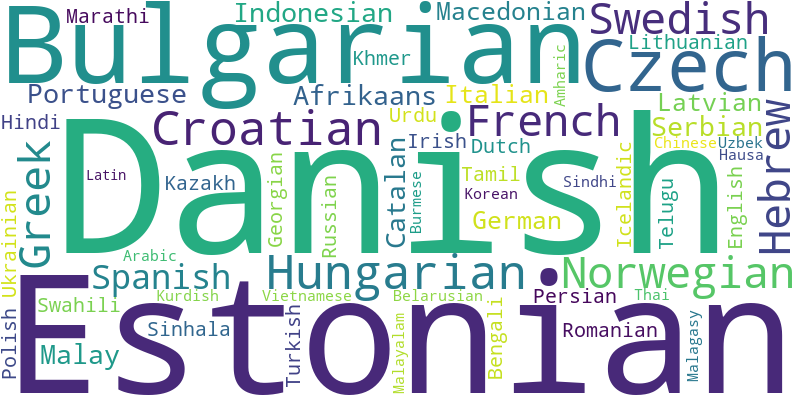 Marathi
Indonesian
Macedonian
Swedish
Bulgarian
Khmer
Lithuanian
Czech
Amharic
Portuguese
Afrikaans
Italian
Latvian
Hindi
Croatian
Urdu
French
Serbian
Hebrew
Greek
Danish
Irish
Dutch
Chinese
Uzbek
Hausa
Latin
Kazakh
Georgian
Russian
Catalan
Burmese
Tamil
Korean
Sindhi
Icelandic
Telugu
English
German
Ukrainian
Arabic
Spanish
Hungarian
Norwegian
Estonian
Swahili
Kurdish
Vietnamese
Belarusian
Persian
Thai
Polish
Sinhala
Turkish
Malayalam
Bengali
Romanian
Malagasy
Malay